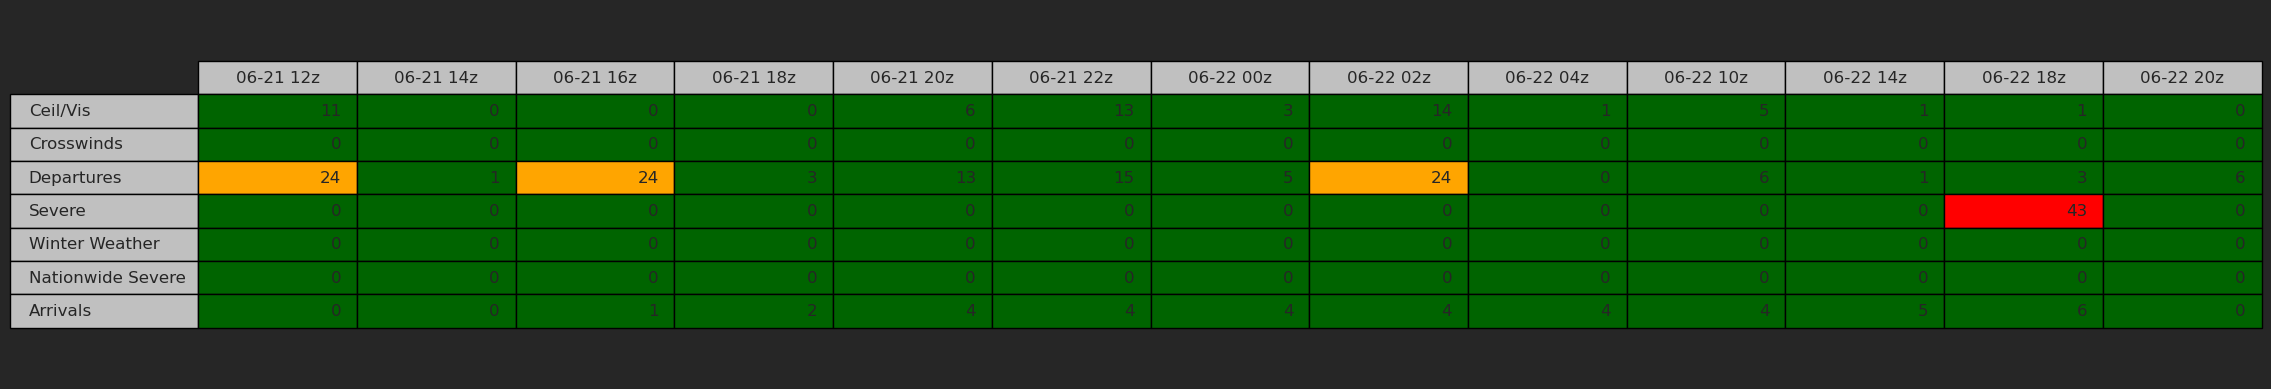 06-21 12z 06-21 14z 06-21 16z 06-21 18z 06-21 20z 06-21 22z 06-22 00z 06-22 02z 06-22 04z 06-22 10z 06-22 14z 06-22 18z 06-22 20z
Ceil/Vis 11 0 0 0 6 13 3 14 1 5 1 1 0
Crosswinds 0 0 0 0 0 0 0 0 0 0 0 0 0
Departures 24 1 24 3 13 15 5 24 0 6 1 3 6
Severe 0 0 0 0 0 0 0 0 0 0 0 43 0
Winter Weather 0 0 0 0 0 0 0 0 0 0 0 0 0
Nationwide Severe 0 0 0 0 0 0 0 0 0 0 0 0 0
Arrivals 0 0 1 2 4 4 4 4 4 4 5 6 0